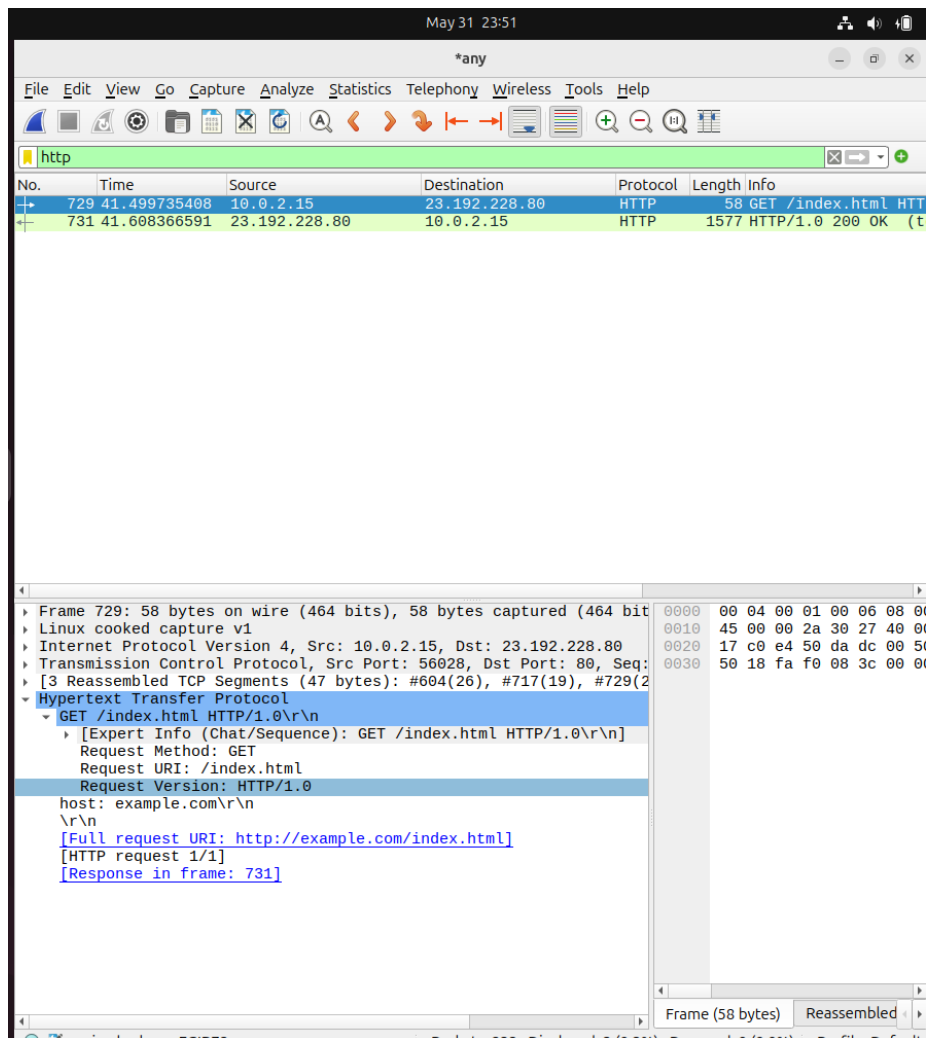 May 31 23:51
*any
File Edit View Go Capture Analyze Statistics Telephony Wireless Tools Help
http
No. Time Source Destination Protocol Length Info
729 41.499735408 10.0.2.15 23.192.228.80 HTTP 58 GET /index.html HTT
731 41.608366591 23.192.228.80 10.0.2.15 HTTP 1577 HTTP/1.0 200 OK (t
Frame 729: 58 bytes on wire (464 bits), 58 bytes captured (464 bit
Linux cooked capture v1
Internet Protocol Version 4, Src: 10.0.2.15, Dst: 23.192.228.80
Transmission Control Protocol, Src Port: 56028, Dst Port: 80, Seq:
[3 Reassembled TCP Segments (47 bytes): #604(26), #717(19), #729(2
Hypertext Transfer Protocol
GET /index.html HTTP/1.0\r\n
[Expert Info (Chat/Sequence): GET /index.html HTTP/1.0\r\n]
Request Method: GET
Request URI: /index.html
Request Version: HTTP/1.0
host: example.com\r\n
\r\n
[Full request URI: http://example.com/index.html]
[HTTP request 1/1]
[Response in frame: 731]
0000 00 04 00 01 00 06 08 00
0010 45 00 00 2a 30 27 40 00
0020 17 c0 e4 50 da dc 00 50
0030 50 18 fa f0 08 3c 00 00
Frame (58 bytes) Reassembled